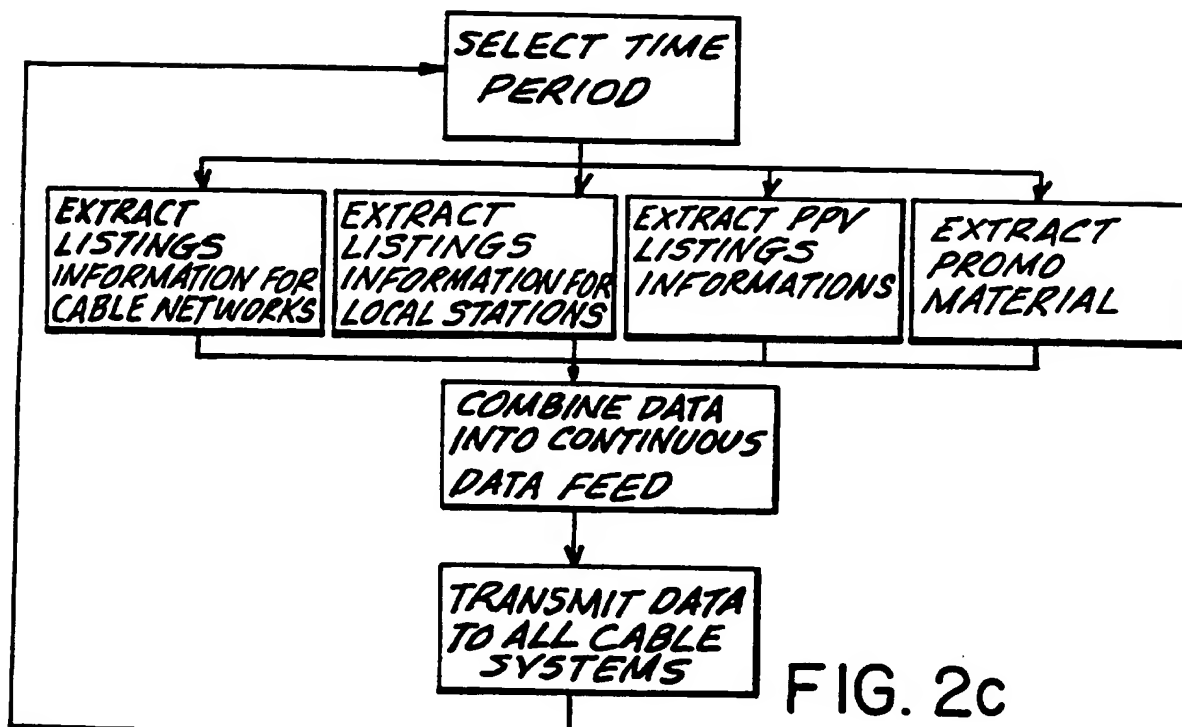 SELECT TIME
PERIOD
EXTRACT
LISTINGS
INFORMATION FOR
CABLE NETWORKS
EXTRACT
LISTINGS
INFORMATION FOR
LOCAL STATIONS
EXTRACT PPV
LISTINGS
INFORMATIONS
EXTRACT
PROMO
MATERIAL
COMBINE DATA
INTO CONTINUOUS
DATA FEED
TRANSMIT DATA
TO ALL CABLE
SYSTEMS
FIG. 2c